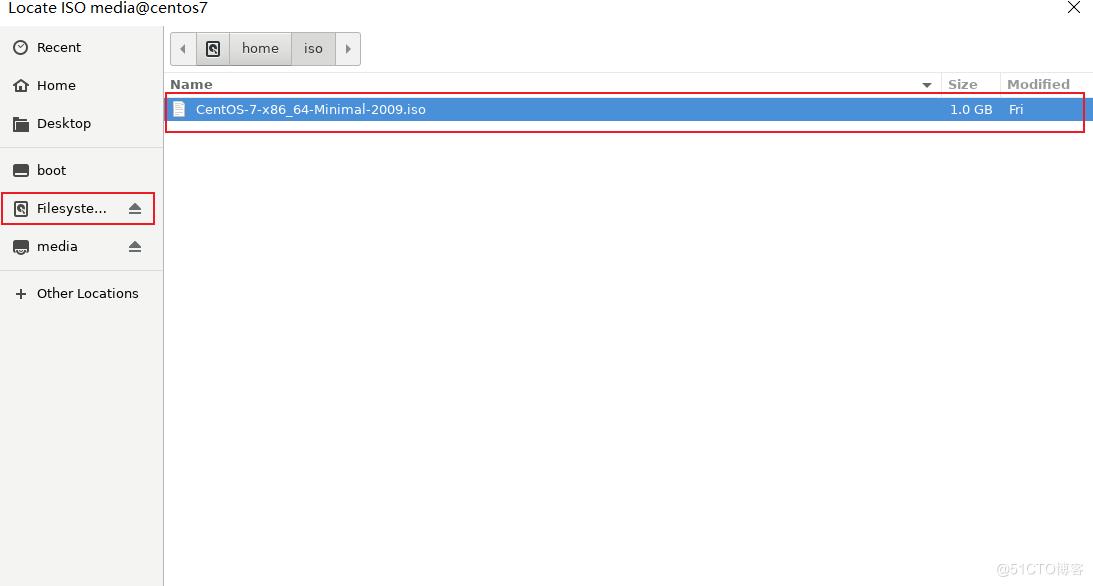 Locate ISO media@centos7
Recent
Home
Desktop
boot
Filesyste...
media
Other Locations
home iso
Name Size Modified
CentOS-7-x86_64-Minimal-2009.iso 1.0 GB Fri
@51CTO博客